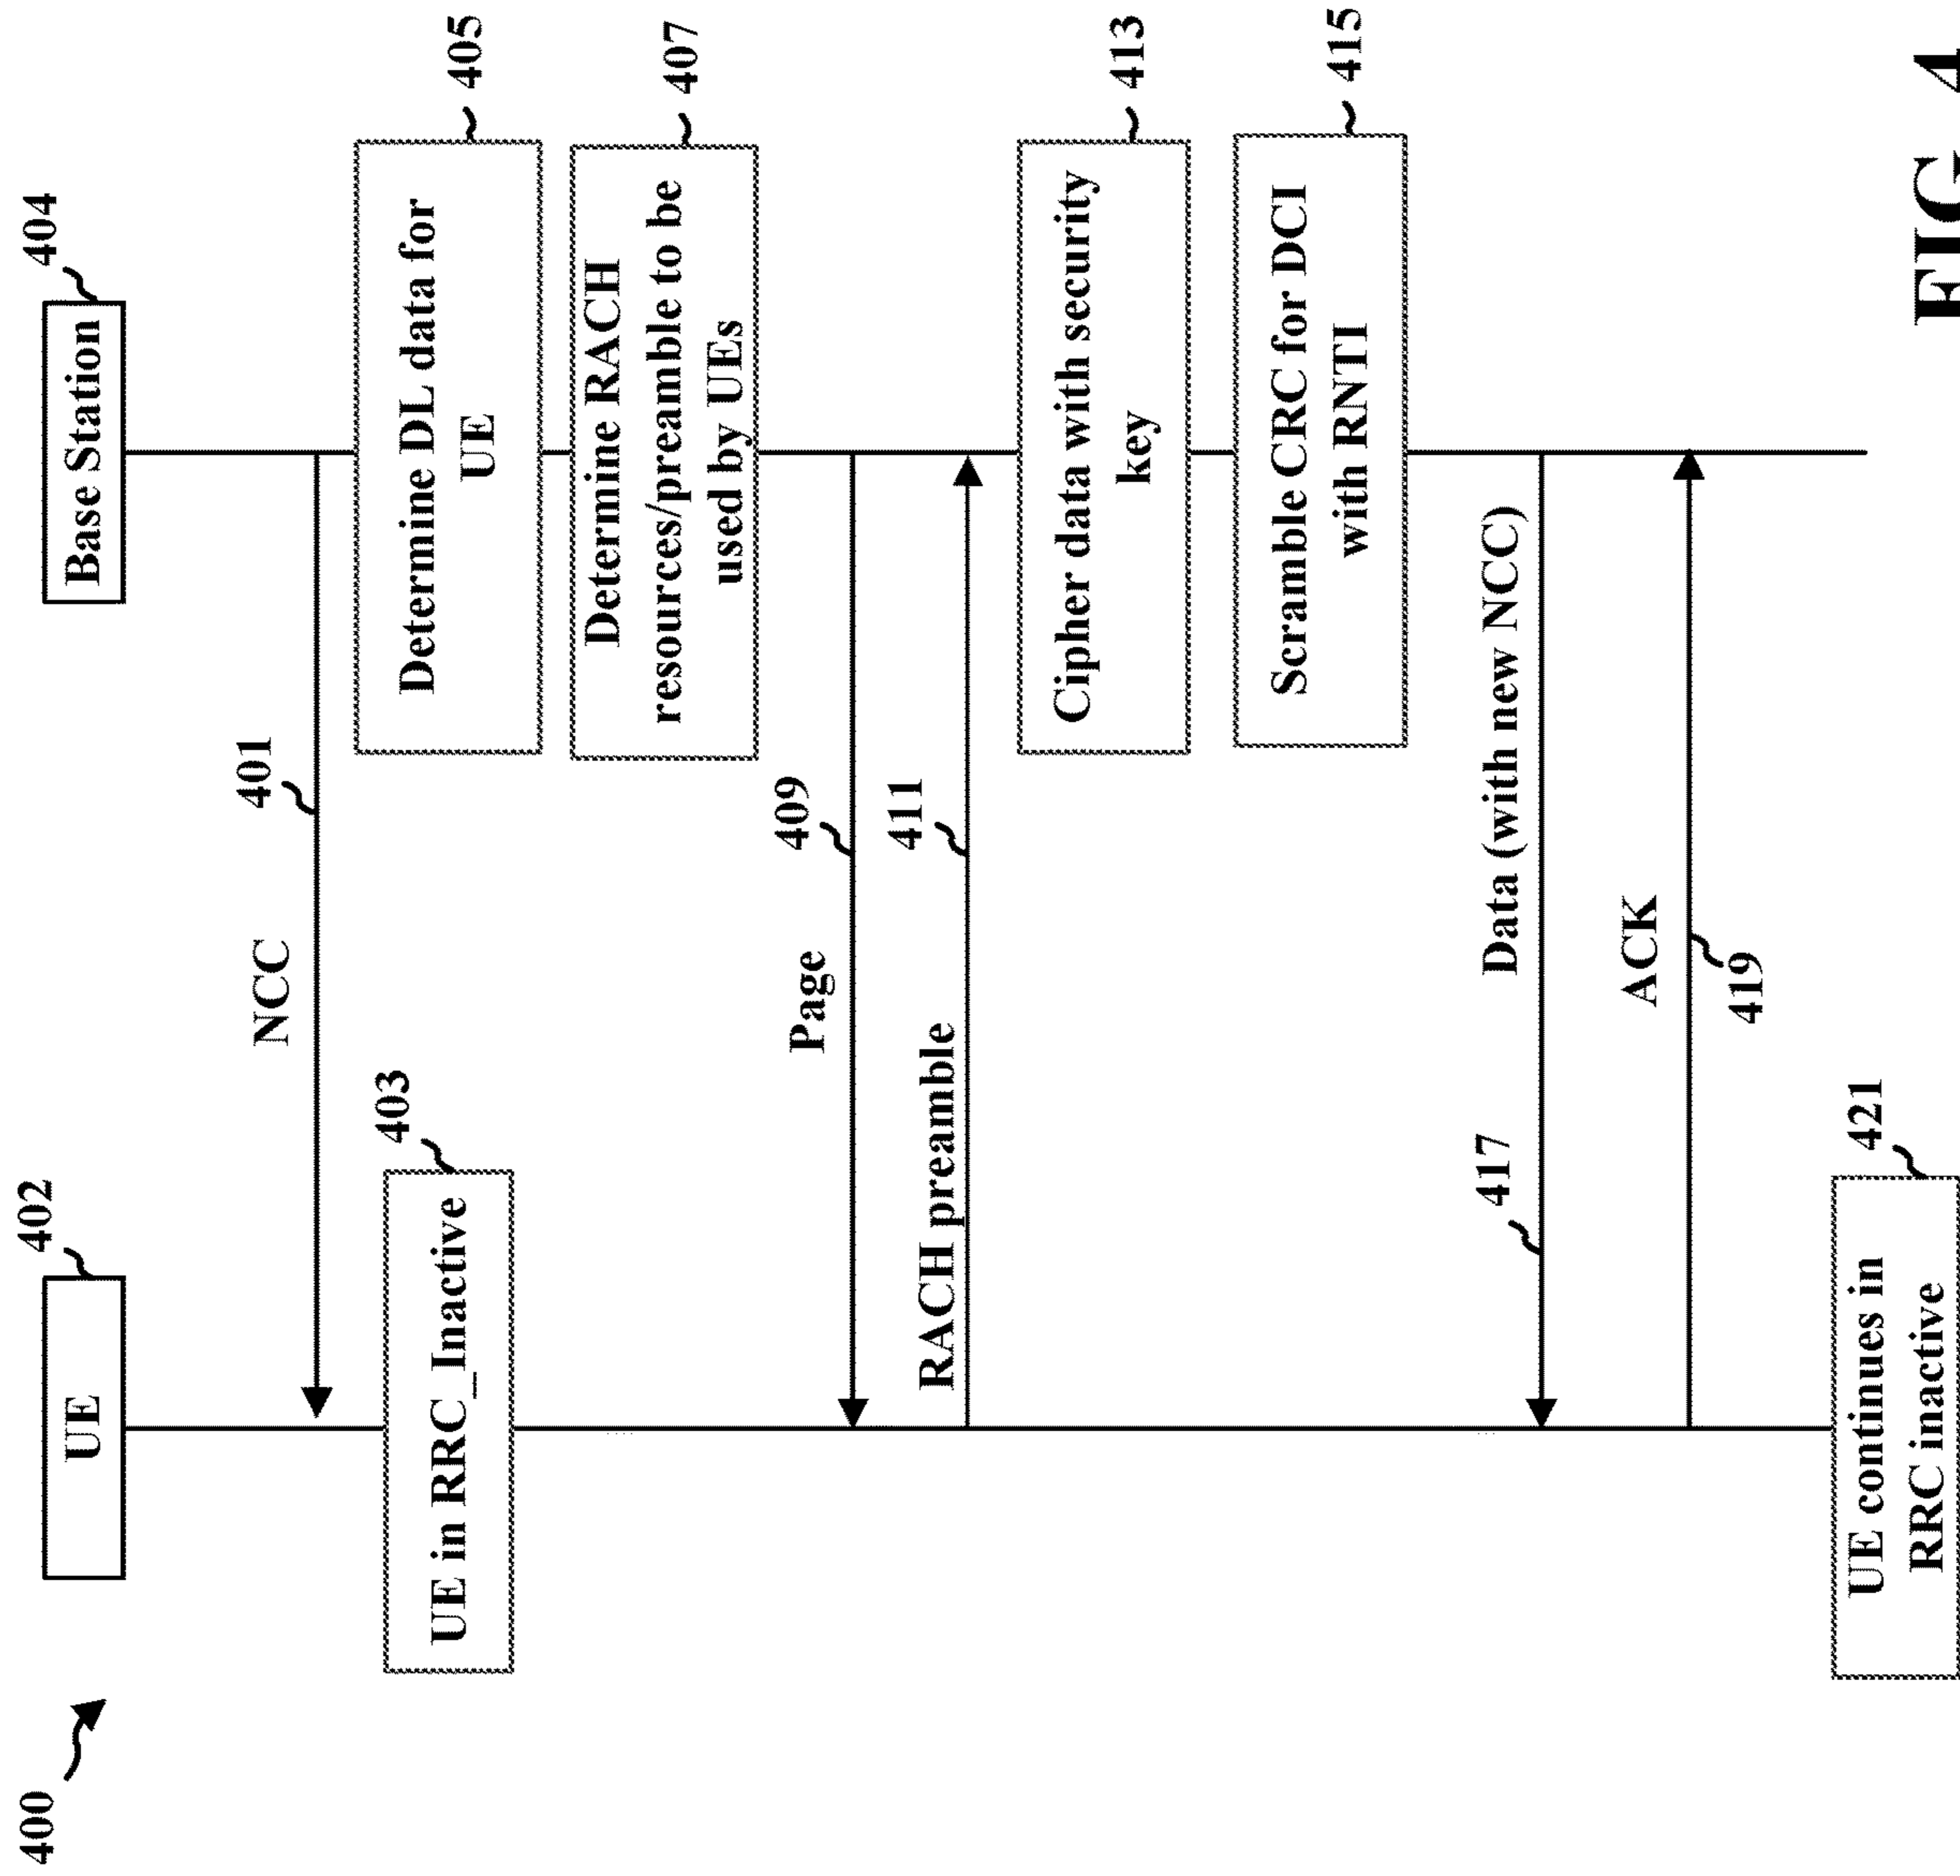 400
402
UE
404
Base Station
401
NCC
403
UE in RRC_Inactive
405
Determine DL data for
UE
407
Determine RACH
resources/preamble to be
used by UEs
409
Page
411
RACH preamble
413
Cipher data with security
key
415
Scramble CRC for DCI
with RNTI
417
Data (with new NCC)
ACK
419
421
UE continues in
RRC inactive
FIG. 4